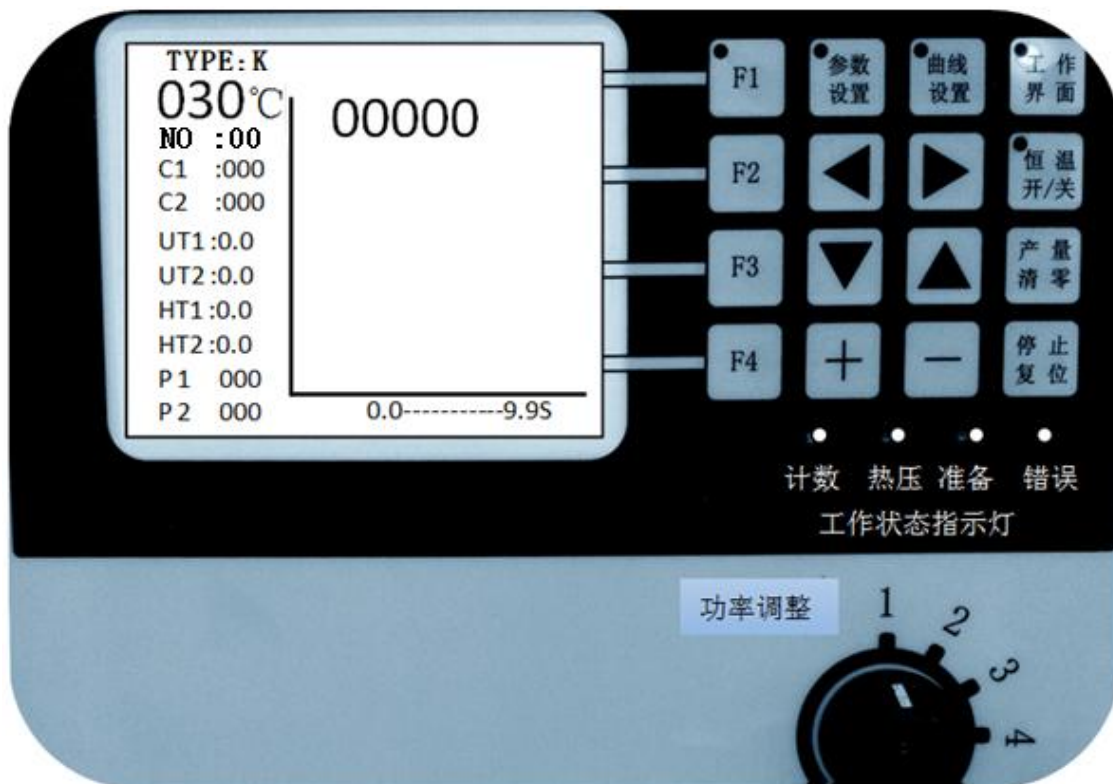 TYPE:K
030℃
NO :00
C1 :000
C2 :000
UT1:0.0
UT2:0.0
HT1:0.0
HT2:0.0
P1 000
P2 000
00000
0.0-----------9.9S
F1
参数
设置
曲线
设置
工作
界面
F2
恒温
开/关
F3
产量
清零
F4
+
−
停止
复位
计数 热压 准备 错误
工作状态指示灯
功率调整
1
2
3
4